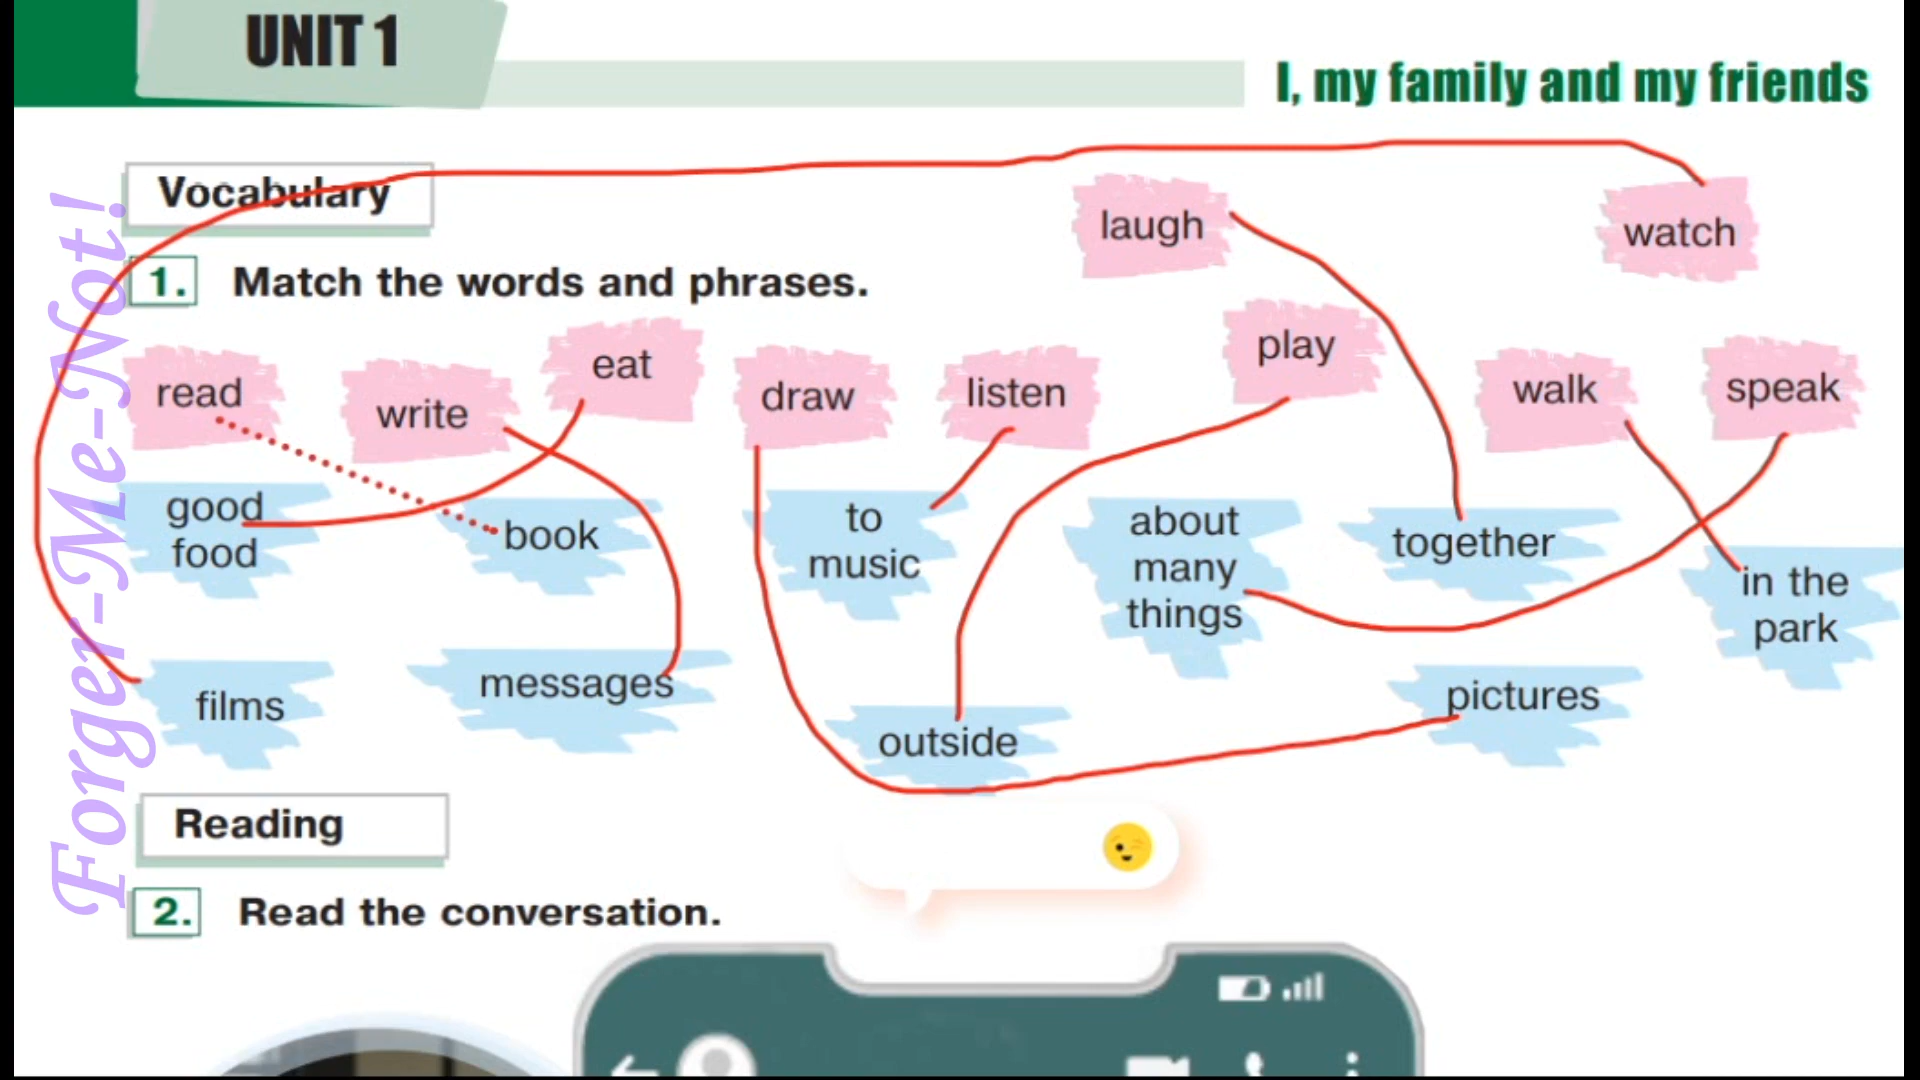 UNIT 1
I, my family and my friends
Vocabulary
laugh
watch
1. Match the words and phrases.
read
write
eat
draw
listen
play
walk
speak
good
food
book
to
music
about
many
things
together
in the
park
films
messages
outside
pictures
Reading
2. Read the conversation.
Forger-Me-Not!